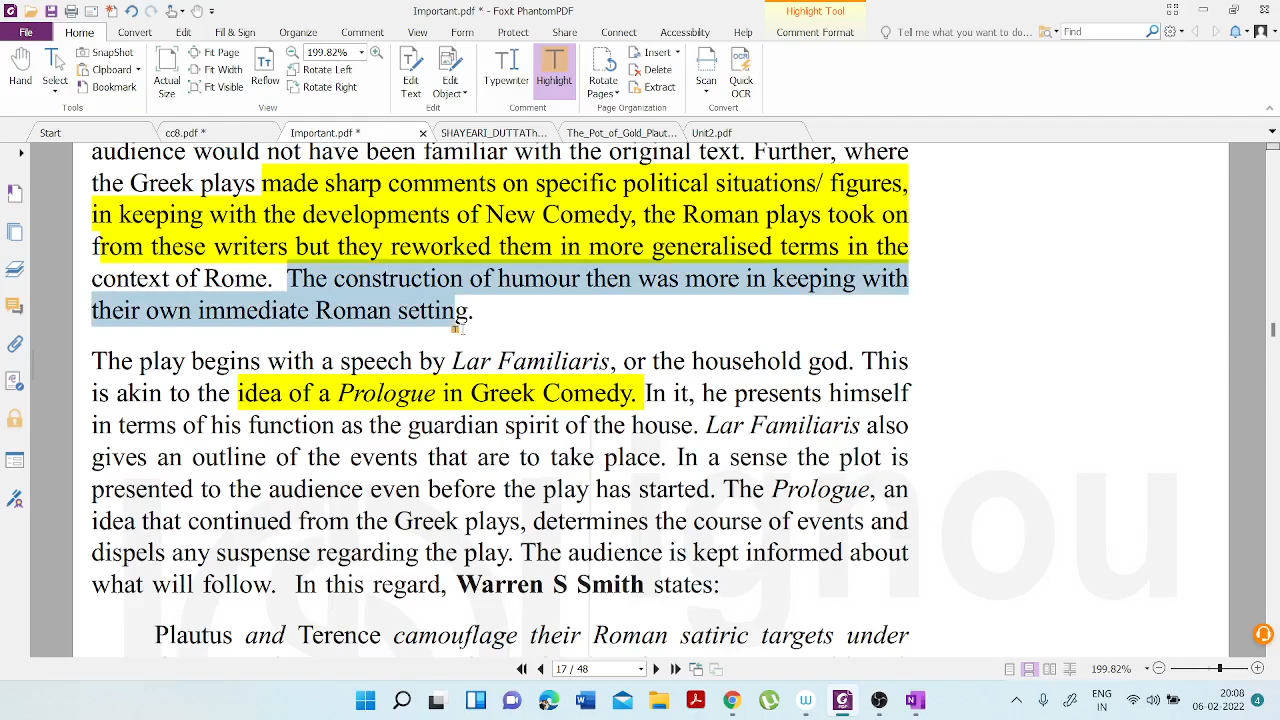 Important.pdf * - Foxit PhantomPDF
Highlight Tool
File Home Convert Edit Fill & Sign Organize Comment View Form Protect Share Connect Accessibility Help Comment Format Tell me what you want to do... Find
Hand
Select
SnapShot
Clipboard
Bookmark
Tools
Actual Size
Fit Page
Fit Width
Fit Visible
Reflow
199.82%
Rotate Left
Rotate Right
View
Edit Text
Edit Object
Edit
Typewriter
Highlight
Comment
Rotate Pages
Insert
Delete
Extract
Page Organization
Scan
Quick OCR
Convert
Start cc8.pdf * Important.pdf * SHAYEARI_DUTTATh... The_Pot_of_Gold_Plaut... Unit2.pdf
audience would not have been familiar with the original text. Further, where
the Greek plays made sharp comments on specific political situations/ figures,
in keeping with the developments of New Comedy, the Roman plays took on
from these writers but they reworked them in more generalised terms in the
context of Rome. The construction of humour then was more in keeping with
their own immediate Roman setting.
The play begins with a speech by Lar Familiaris, or the household god. This
is akin to the idea of a Prologue in Greek Comedy. In it, he presents himself
in terms of his function as the guardian spirit of the house. Lar Familiaris also
gives an outline of the events that are to take place. In a sense the plot is
presented to the audience even before the play has started. The Prologue, an
idea that continued from the Greek plays, determines the course of events and
dispels any suspense regarding the play. The audience is kept informed about
what will follow. In this regard, Warren S Smith states:
Plautus and Terence camouflage their Roman satiric targets under
ignou
17 / 48
199.82%
ENG
IN
20:08
06-02-2022
4